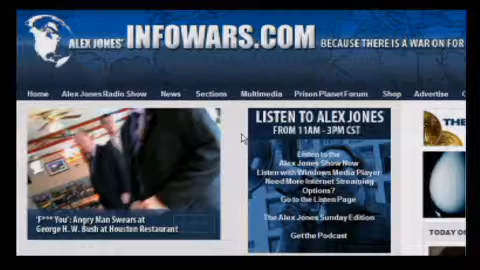 ALEX JONES' INFOWARS.COM BECAUSE THERE IS A WAR ON FOR
Home Alex Jones Radio Show News Sections Multimedia Prison Planet Forum Shop Advertise C
LISTEN TO ALEX JONES
FROM 11AM - 3PM CST
Listen to the
Alex Jones Show Now
Listen with Windows Media Player
Need More Internet Streaming
Options?
Go to the Listen Page
The Alex Jones Sunday Edition
Get the Podcast
'F*** You': Angry Man Swears at
George H. W. Bush at Houston Restaurant
THE
TODAY O